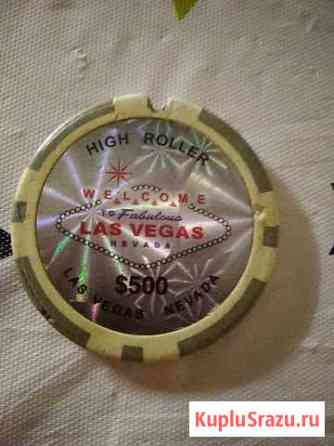 HIGH ROLLER
WELCOME
TO Fabulous
LAS VEGAS
NEVADA
$500
LAS VEGAS NEVADA
KupluSrazu.ru